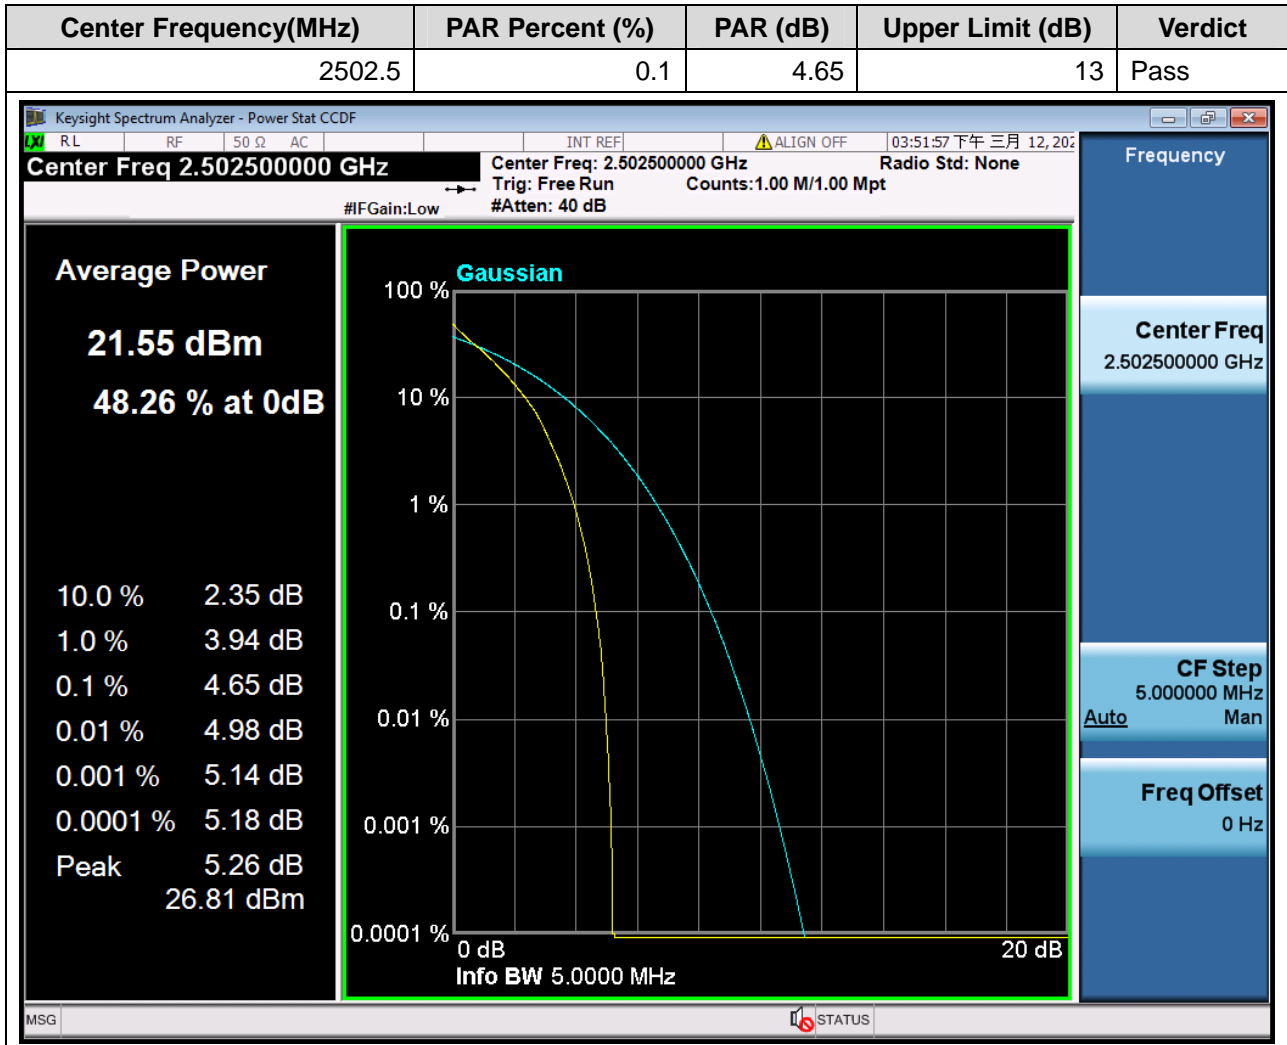 Center Frequency(MHz) PAR Percent (%) PAR (dB) Upper Limit (dB) Verdict
2502.5 0.1 4.65 13 Pass
Keysight Spectrum Analyzer - Power Stat CCDF
LXI RL RF 50 Ω AC INT REF ALIGN OFF 03:51:57 下午 三月 12, 202
Center Freq 2.502500000 GHz
Center Freq: 2.502500000 GHz Radio Std: None
Trig: Free Run Counts:1.00 M/1.00 Mpt
#IFGain:Low #Atten: 40 dB
Average Power
21.55 dBm
48.26 % at 0dB
10.0 % 2.35 dB
1.0 % 3.94 dB
0.1 % 4.65 dB
0.01 % 4.98 dB
0.001 % 5.14 dB
0.0001 % 5.18 dB
Peak 5.26 dB
26.81 dBm
Gaussian
100 %
10 %
1 %
0.1 %
0.01 %
0.001 %
0.0001 %
0 dB 20 dB
Info BW 5.0000 MHz
Frequency
Center Freq
2.502500000 GHz
CF Step
5.000000 MHz
Auto Man
Freq Offset
0 Hz
MSG STATUS